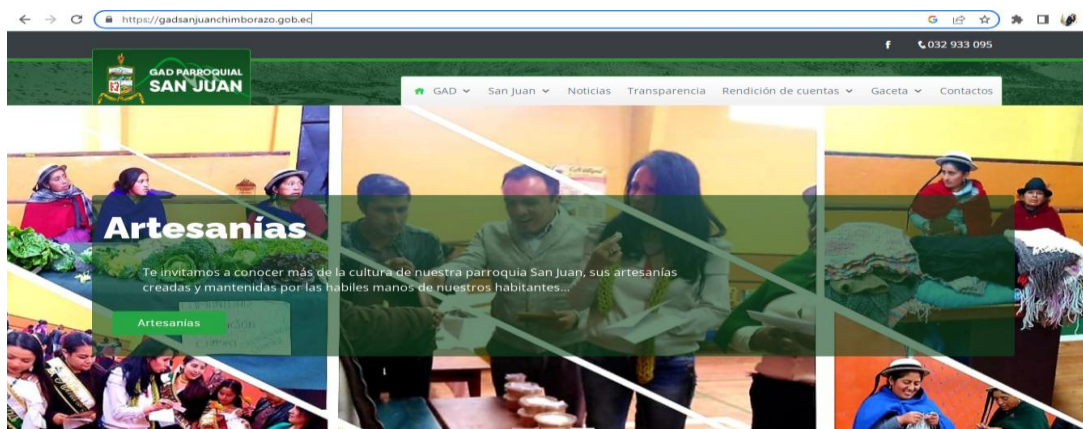 https://gadsanjuanchimborazo.gob.ec
032 933 095
GAD PARROQUIAL
SAN JUAN
GAD San Juan Noticias Transparencia Rendición de cuentas Gaceta Contactos
Artesanías
Te invitamos a conocer más de la cultura de nuestra parroquia San Juan, sus artesanías
creadas y mantenidas por las habiles manos de nuestros habitantes...
Artesanías